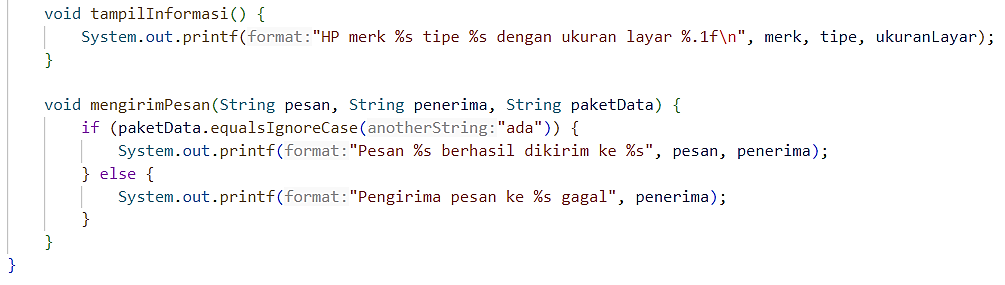 void tampilInformasi() {
System.out.printf(format:"HP merk %s tipe %s dengan ukuran layar %.1f\n", merk, tipe, ukuranLayar);
}
void mengirimPesan(String pesan, String penerima, String paketData) {
if (paketData.equalsIgnoreCase(anotherString:"ada")) {
System.out.printf(format:"Pesan %s berhasil dikirim ke %s", pesan, penerima);
} else {
System.out.printf(format:"Pengirima pesan ke %s gagal", penerima);
}
}
}